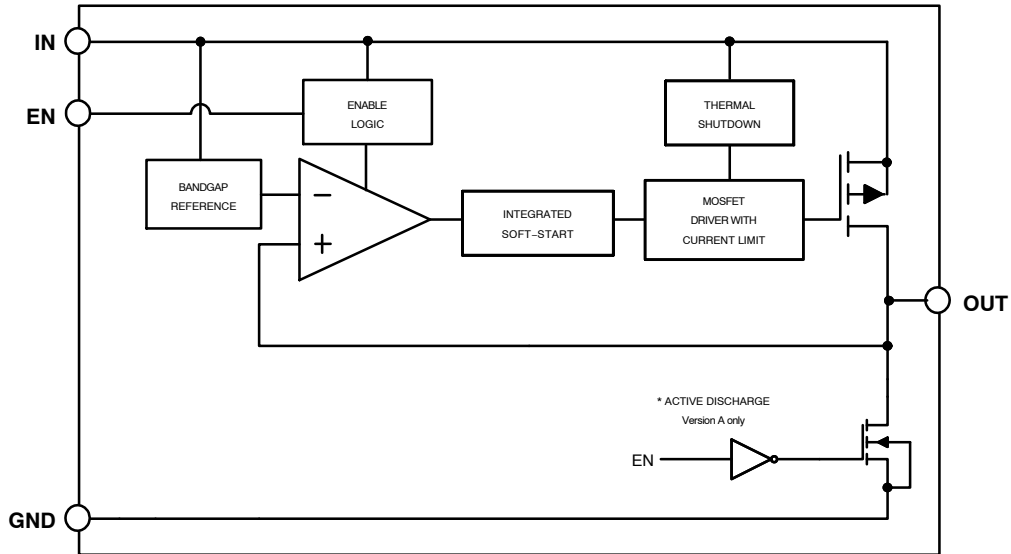 IN
EN
ENABLE
LOGIC
THERMAL
SHUTDOWN
BANDGAP
REFERENCE
−
+
INTEGRATED
SOFT−START
MOSFET
DRIVER WITH
CURRENT LIMIT
OUT
* ACTIVE DISCHARGE
Version A only
EN
GND